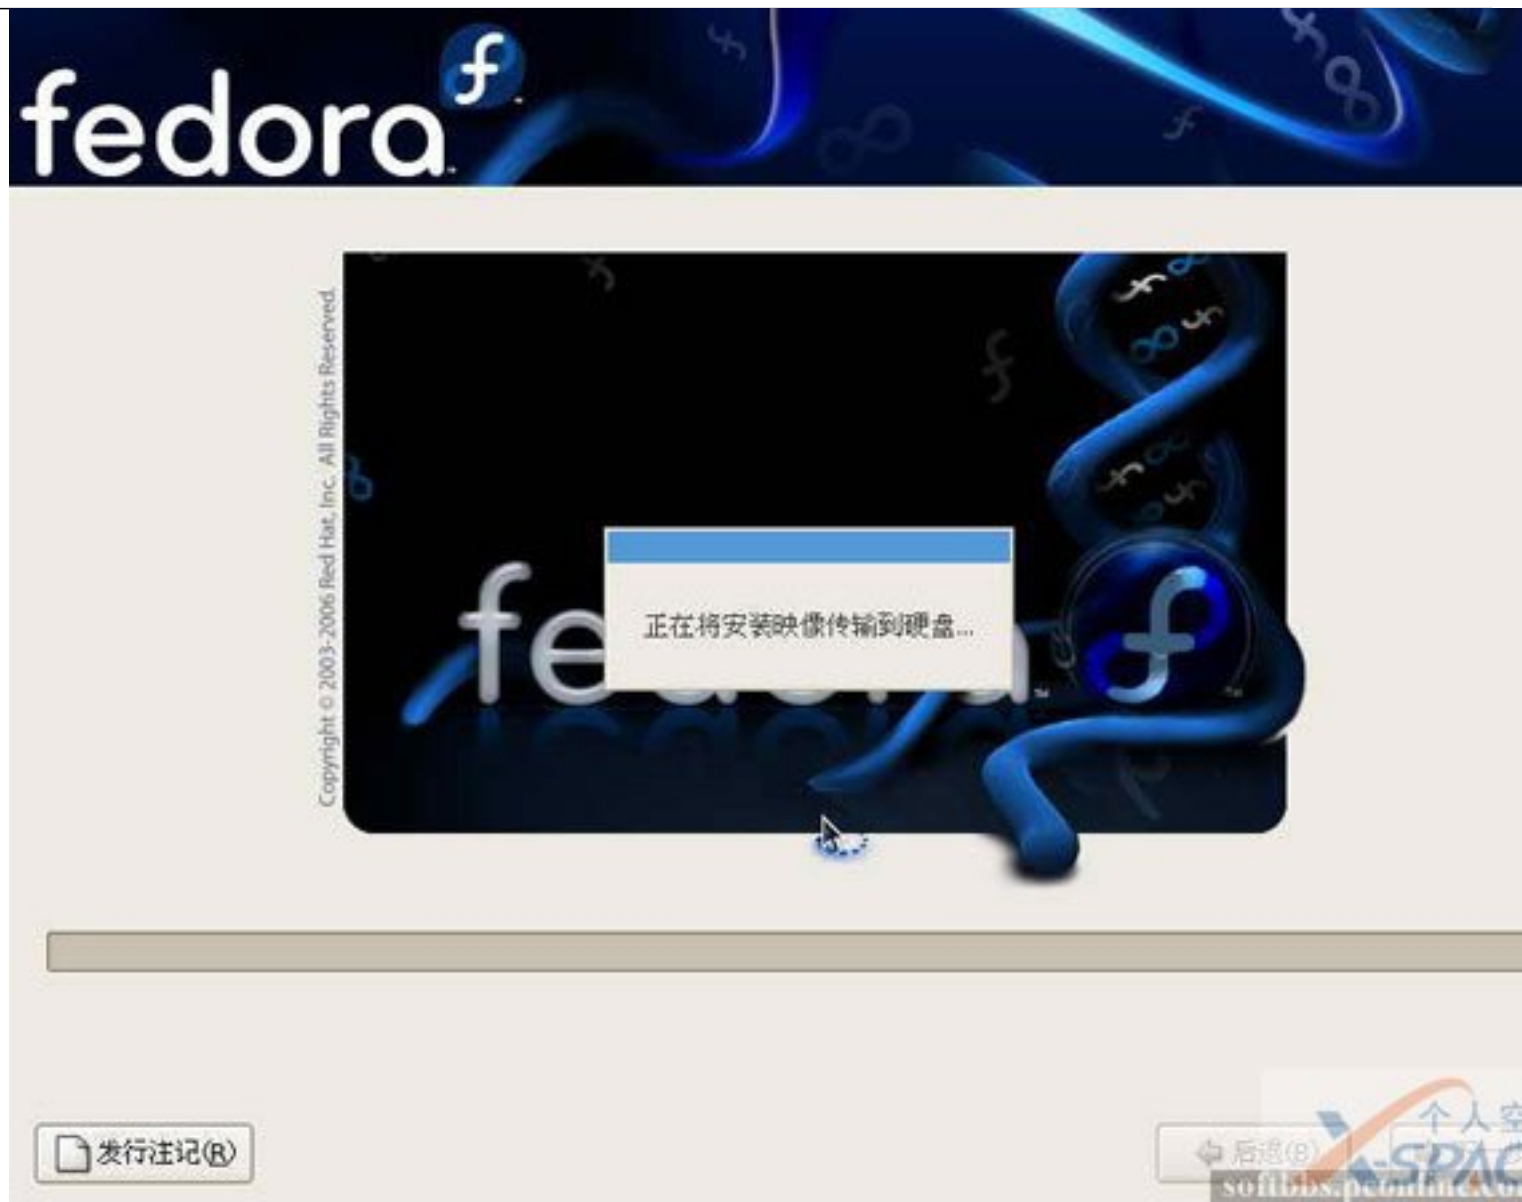 fedora
Copyright © 2003-2006 Red Hat, Inc. All Rights Reserved.
正在将安装映像传输到硬盘...
发行注记(R)
后退(B)
个人空
X-SPAC